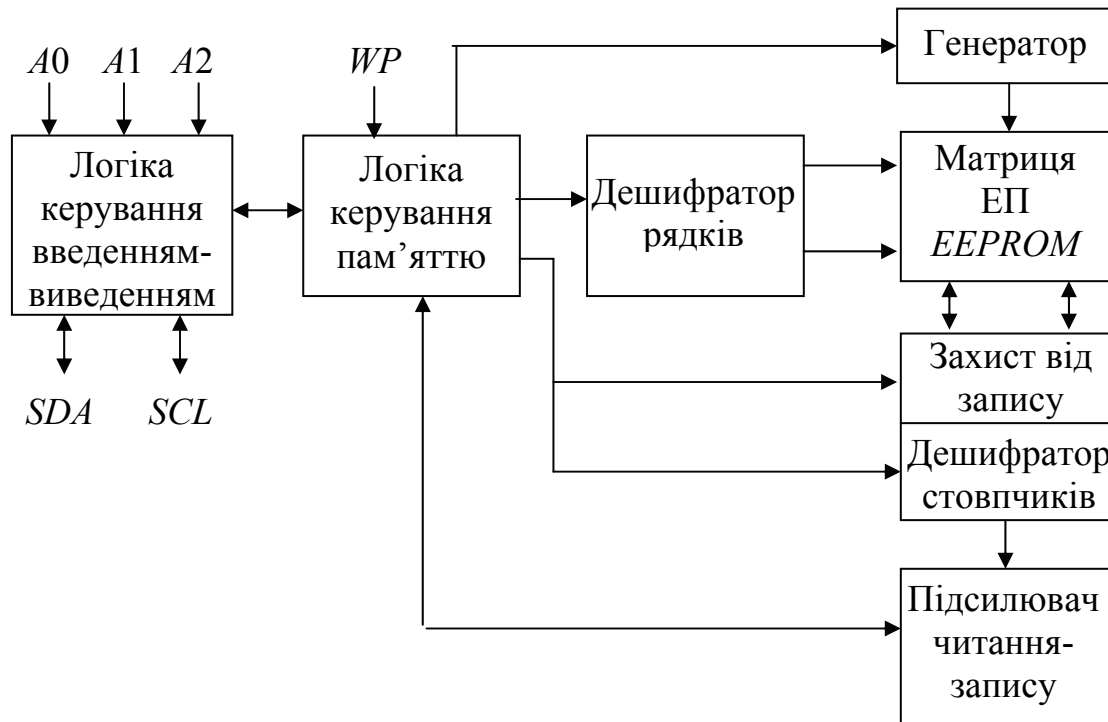 A0 A1 A2
WP
Генератор
Логіка
керування
введенням-
виведенням
Логіка
керування
пам’яттю
Дешифратор
рядків
Матриця
ЕП
EEPROM
SDA SCL
Захист від
запису
Дешифратор
стовпчиків
Підсилювач
читання-
запису